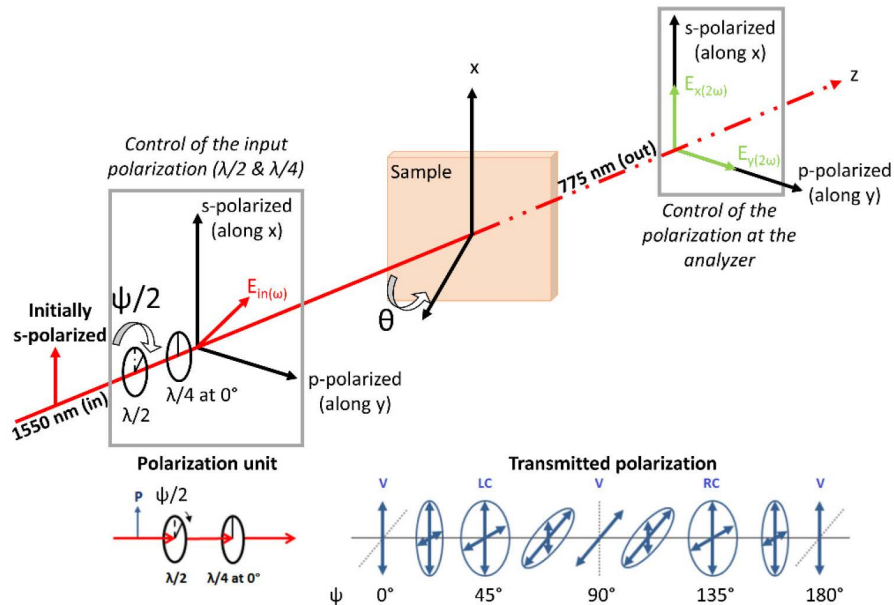 s-polarized
(along x)
E_x(2ω)
z
E_y(2ω)
p-polarized
(along y)
Control of the
polarization at the
analyzer
x
Sample
775 nm (out)
θ
Control of the input
polarization (λ/2 & λ/4)
s-polarized
(along x)
E_in(ω)
ψ/2
Initially
s-polarized
λ/4 at 0°
λ/2
p-polarized
(along y)
1550 nm (in)
Polarization unit
P
ψ/2
λ/2
λ/4 at 0°
Transmitted polarization
V LC V RC V
ψ 0° 45° 90° 135° 180°